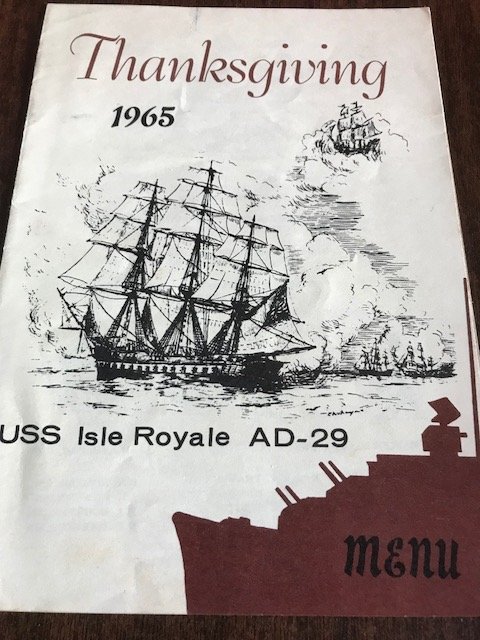 Thanksgiving
1965
USS Isle Royale AD-29
MENU